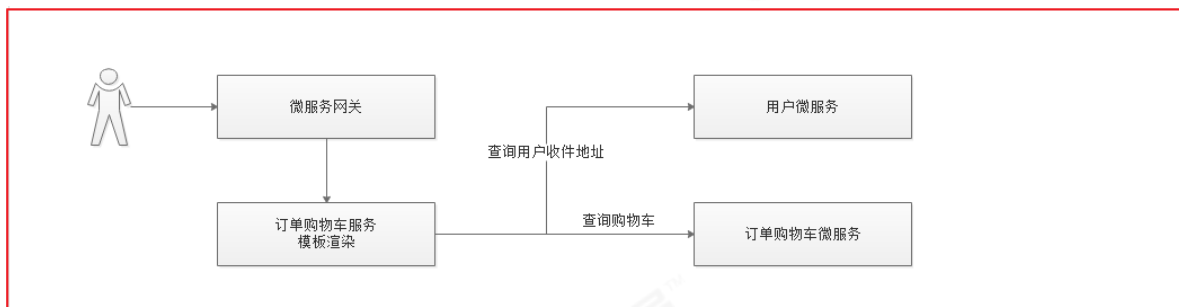 微服务网关
用户微服务
查询用户收件地址
订单购物车服务
模板渲染
查询购物车
订单购物车微服务